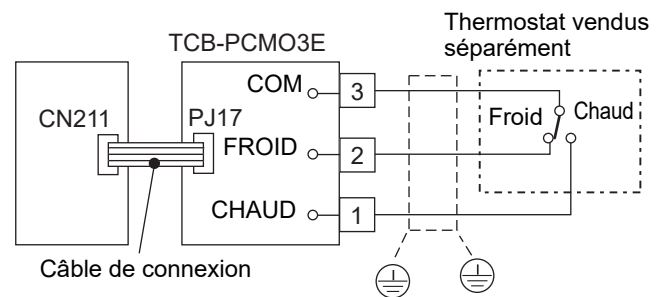 Thermostat vendus
séparément
TCB-PCMO3E
COM
3
CN211
PJ17
Froid
Chaud
FROID
2
CHAUD
1
Câble de connexion